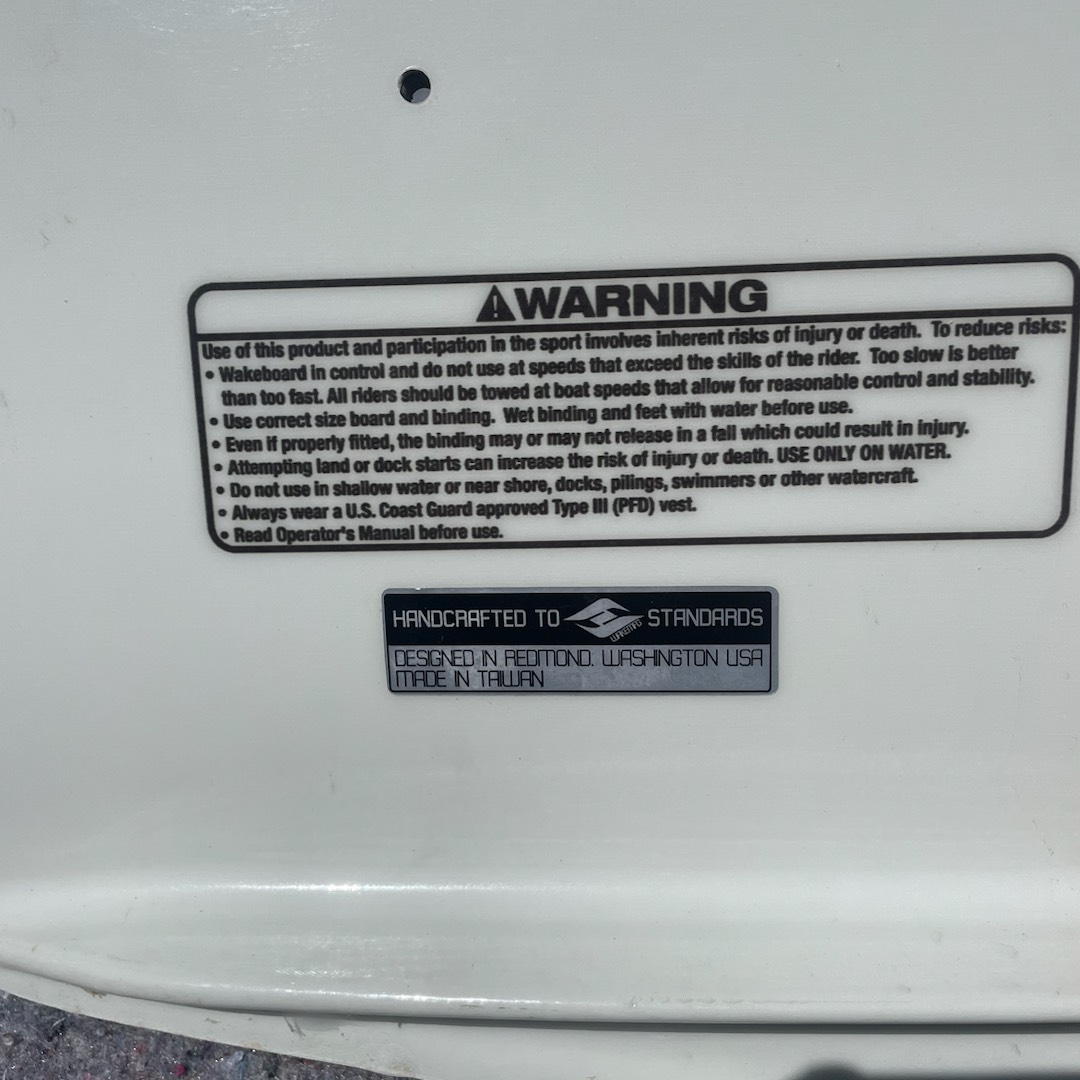 WARNING
Use of this product and participation in the sport involves inherent risks of injury or death. To reduce risks:
• Wakeboard in control and do not use at speeds that exceed the skills of the rider. Too slow is better
than too fast. All riders should be towed at boat speeds that allow for reasonable control and stability.
• Use correct size board and binding. Wet binding and feet with water before use.
• Even if properly fitted, the binding may or may not release in a fall which could result in injury.
• Attempting land or dock starts can increase the risk of injury or death. USE ONLY ON WATER.
• Do not use in shallow water or near shore, docks, pilings, swimmers or other watercraft.
• Always wear a U.S. Coast Guard approved Type III (PFD) vest.
• Read Operator's Manual before use.
HANDCRAFTED TO STANDARDS
DESIGNED IN REDMOND, WASHINGTON USA
MADE IN TAIWAN